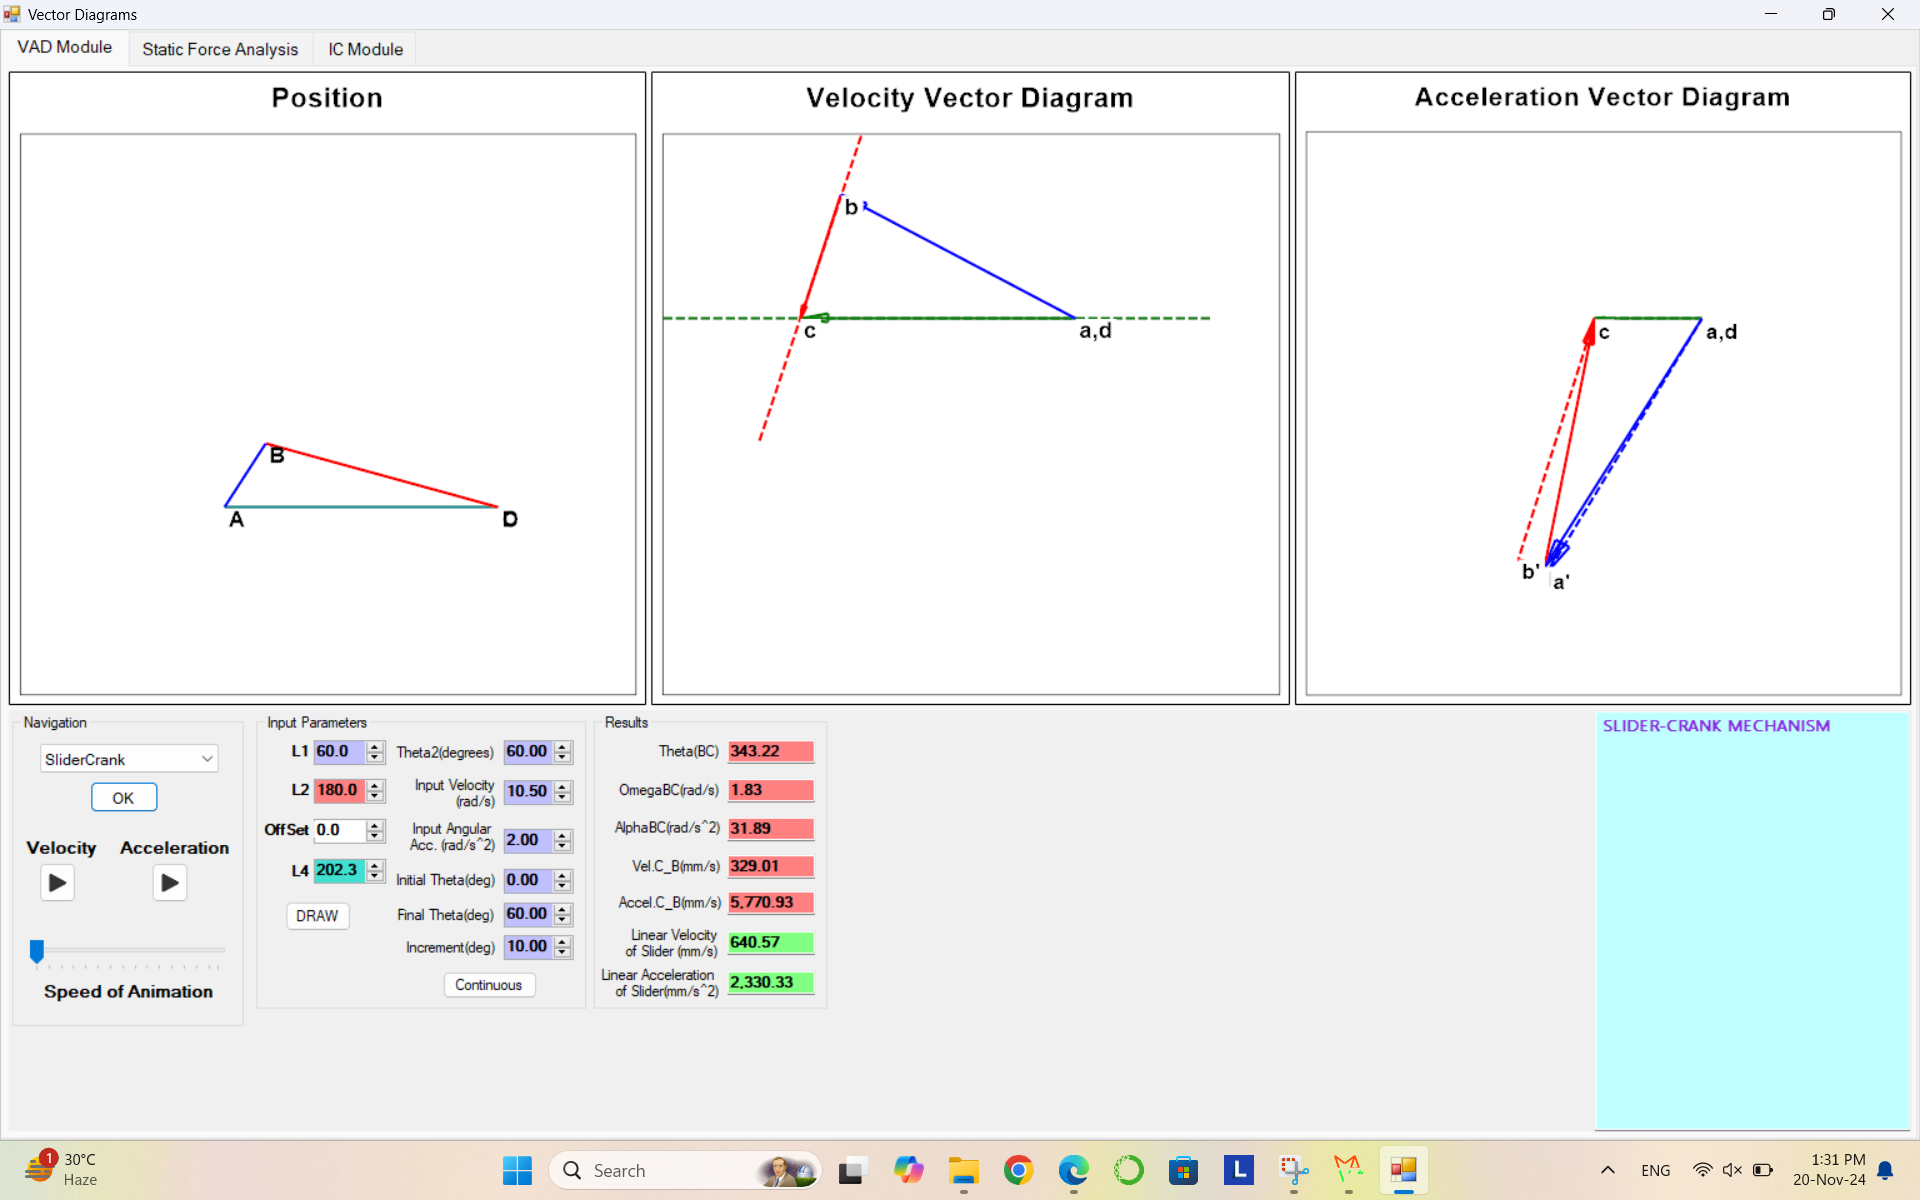 Vector Diagrams
VAD Module
Static Force Analysis
IC Module
Position
B
A
D
Velocity Vector Diagram
b
c
a,d
Acceleration Vector Diagram
c
a,d
b'
a'
Navigation
SliderCrank
OK
Velocity
Acceleration
Speed of Animation
Input Parameters
L1 60.0
L2 180.0
OffSet 0.0
L4 202.3
DRAW
Theta2(degrees) 60.00
Input Velocity
(rad/s) 10.50
Input Angular
Acc. (rad/s^2) 2.00
Initial Theta(deg) 0.00
Final Theta(deg) 60.00
Increment(deg) 10.00
Continuous
Results
Theta(BC) 343.22
OmegaBC(rad/s) 1.83
AlphaBC(rad/s^2) 31.89
Vel.C_B(mm/s) 329.01
Accel.C_B(mm/s) 5,770.93
Linear Velocity
of Slider (mm/s) 640.57
Linear Acceleration
of Slider(mm/s^2) 2,330.33
SLIDER-CRANK MECHANISM
1
30°C
Haze
Search
L
ENG
1:31 PM
20-Nov-24